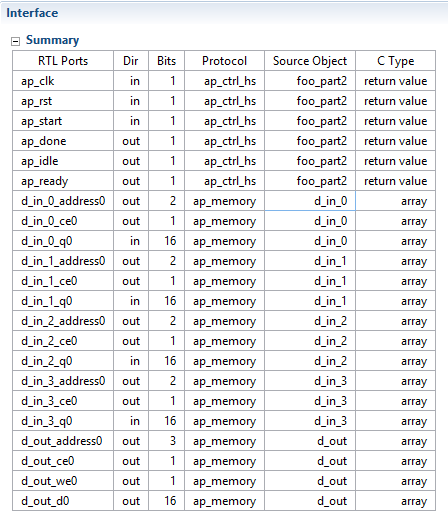 Interface
Summary
RTL Ports Dir Bits Protocol Source Object C Type
ap_clk in 1 ap_ctrl_hs foo_part2 return value
ap_rst in 1 ap_ctrl_hs foo_part2 return value
ap_start in 1 ap_ctrl_hs foo_part2 return value
ap_done out 1 ap_ctrl_hs foo_part2 return value
ap_idle out 1 ap_ctrl_hs foo_part2 return value
ap_ready out 1 ap_ctrl_hs foo_part2 return value
d_in_0_address0 out 2 ap_memory d_in_0 array
d_in_0_ce0 out 1 ap_memory d_in_0 array
d_in_0_q0 in 16 ap_memory d_in_0 array
d_in_1_address0 out 2 ap_memory d_in_1 array
d_in_1_ce0 out 1 ap_memory d_in_1 array
d_in_1_q0 in 16 ap_memory d_in_1 array
d_in_2_address0 out 2 ap_memory d_in_2 array
d_in_2_ce0 out 1 ap_memory d_in_2 array
d_in_2_q0 in 16 ap_memory d_in_2 array
d_in_3_address0 out 2 ap_memory d_in_3 array
d_in_3_ce0 out 1 ap_memory d_in_3 array
d_in_3_q0 in 16 ap_memory d_in_3 array
d_out_address0 out 3 ap_memory d_out array
d_out_ce0 out 1 ap_memory d_out array
d_out_we0 out 1 ap_memory d_out array
d_out_d0 out 16 ap_memory d_out array